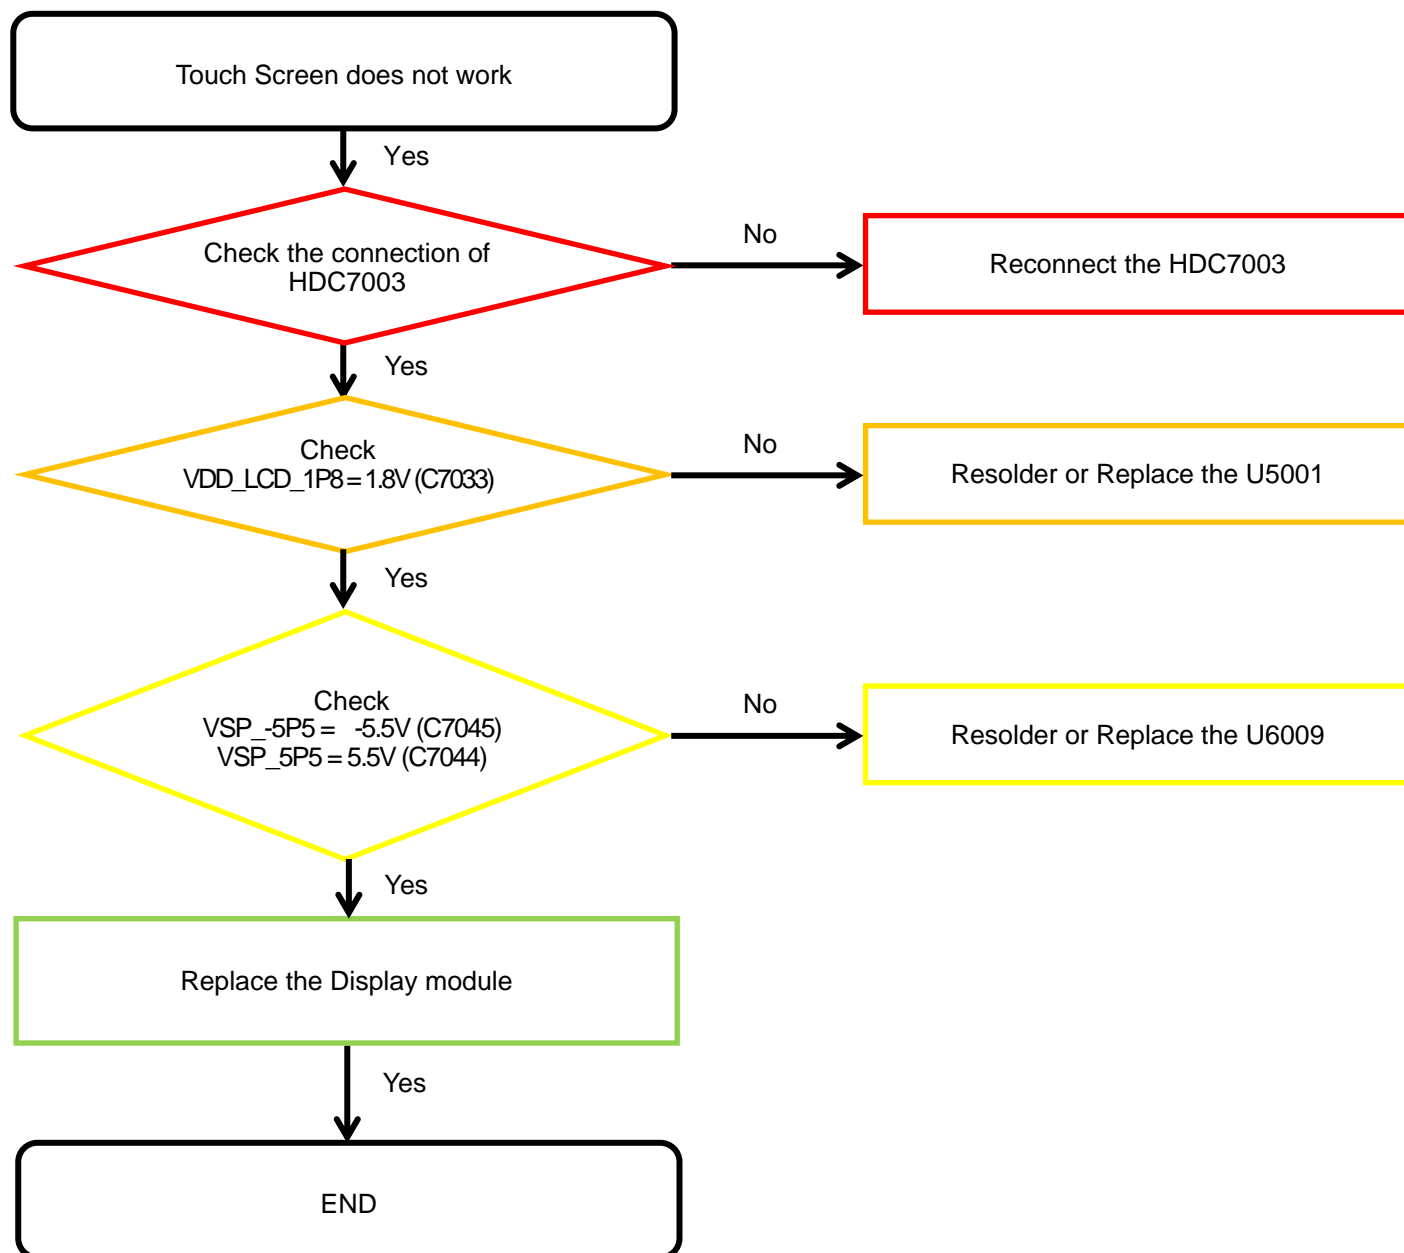 Touch Screen does not work
Yes
Check the connection of
HDC7003
No
Reconnect the HDC7003
Yes
Check
VDD_LCD_1P8 = 1.8V (C7033)
No
Resolder or Replace the U5001
Yes
Check
VSP_-5P5 = -5.5V (C7045)
VSP_5P5 = 5.5V (C7044)
No
Resolder or Replace the U6009
Yes
Replace the Display module
Yes
END